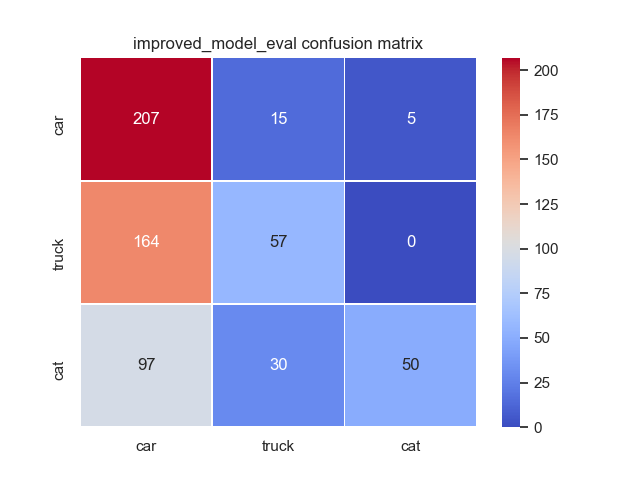 improved_model_eval confusion matrix
car 207 15 5
truck 164 57 0
cat 97 30 50
car truck cat
200
175
150
125
100
75
50
25
0